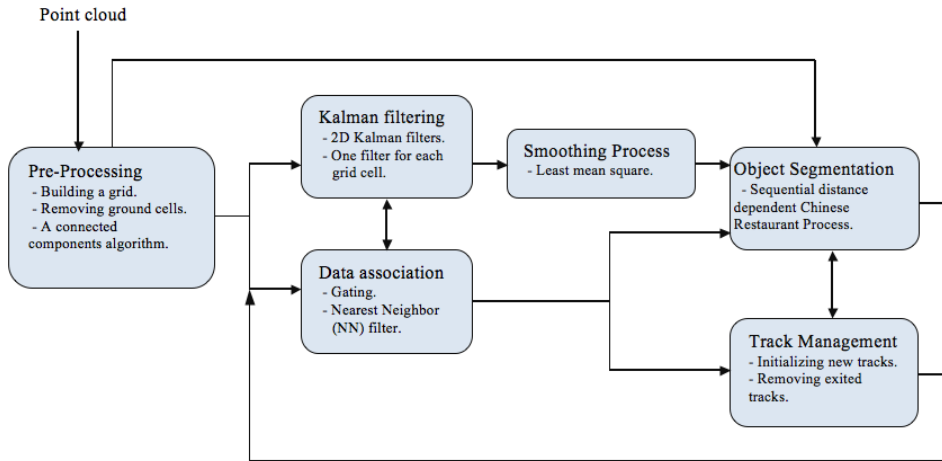 Point cloud
Pre-Processing
- Building a grid.
- Removing ground cells.
- A connected
components algorithm.
Kalman filtering
- 2D Kalman filters.
- One filter for each
grid cell.
Smoothing Process
- Least mean square.
Object Segmentation
- Sequential distance
dependent Chinese
Restaurant Process.
Data association
- Gating.
- Nearest Neighbor
(NN) filter.
Track Management
- Initializing new tracks.
- Removing exited
tracks.